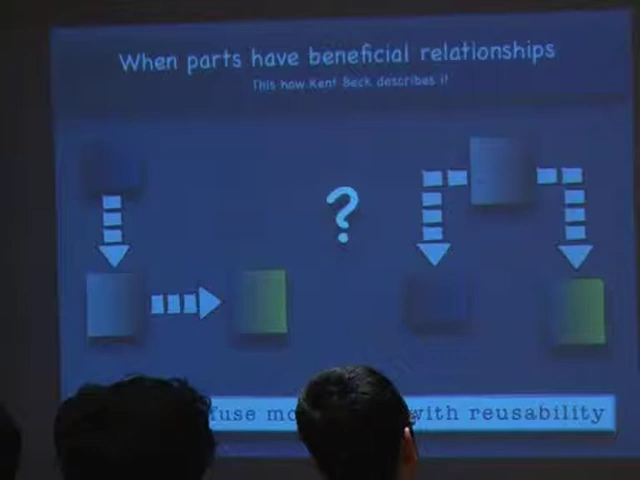 When parts have beneficial relationships
This how Kent Beck describes it
?
fuse mo with reusability